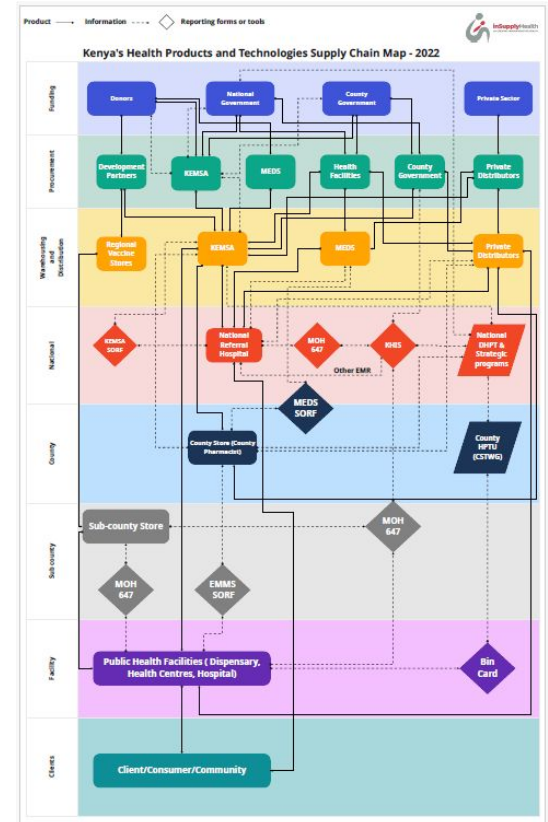 Product
Information
Reporting forms or tools
inSupplyHealth
Kenya's Health Products and Technologies Supply Chain Map - 2022
Funding
Donors
National
Government
County
Government
Private Sector
Procurement
Development
Partners
KEMSA
MEDS
Health
Facilities
County
Government
Private
Distributors
Warehousing
and
Distribution
Regional
Vaccine
Stores
KEMSA
MEDS
Private
Distributors
National
KEMSA
SORF
National
Referral
Hospital
MOH
647
KHIS
National
DHPT &
Strategic
programs
Other EMR
County
MEDS
SORF
County Store (County
Pharmacist)
County
HPTU
(CSTWG)
Sub county
Sub-county Store
MOH
647
MOH
647
EMMS
SORF
Facility
Public Health Facilities ( Dispensary,
Health Centres, Hospital)
Bin
Card
Clients
Client/Consumer/Community